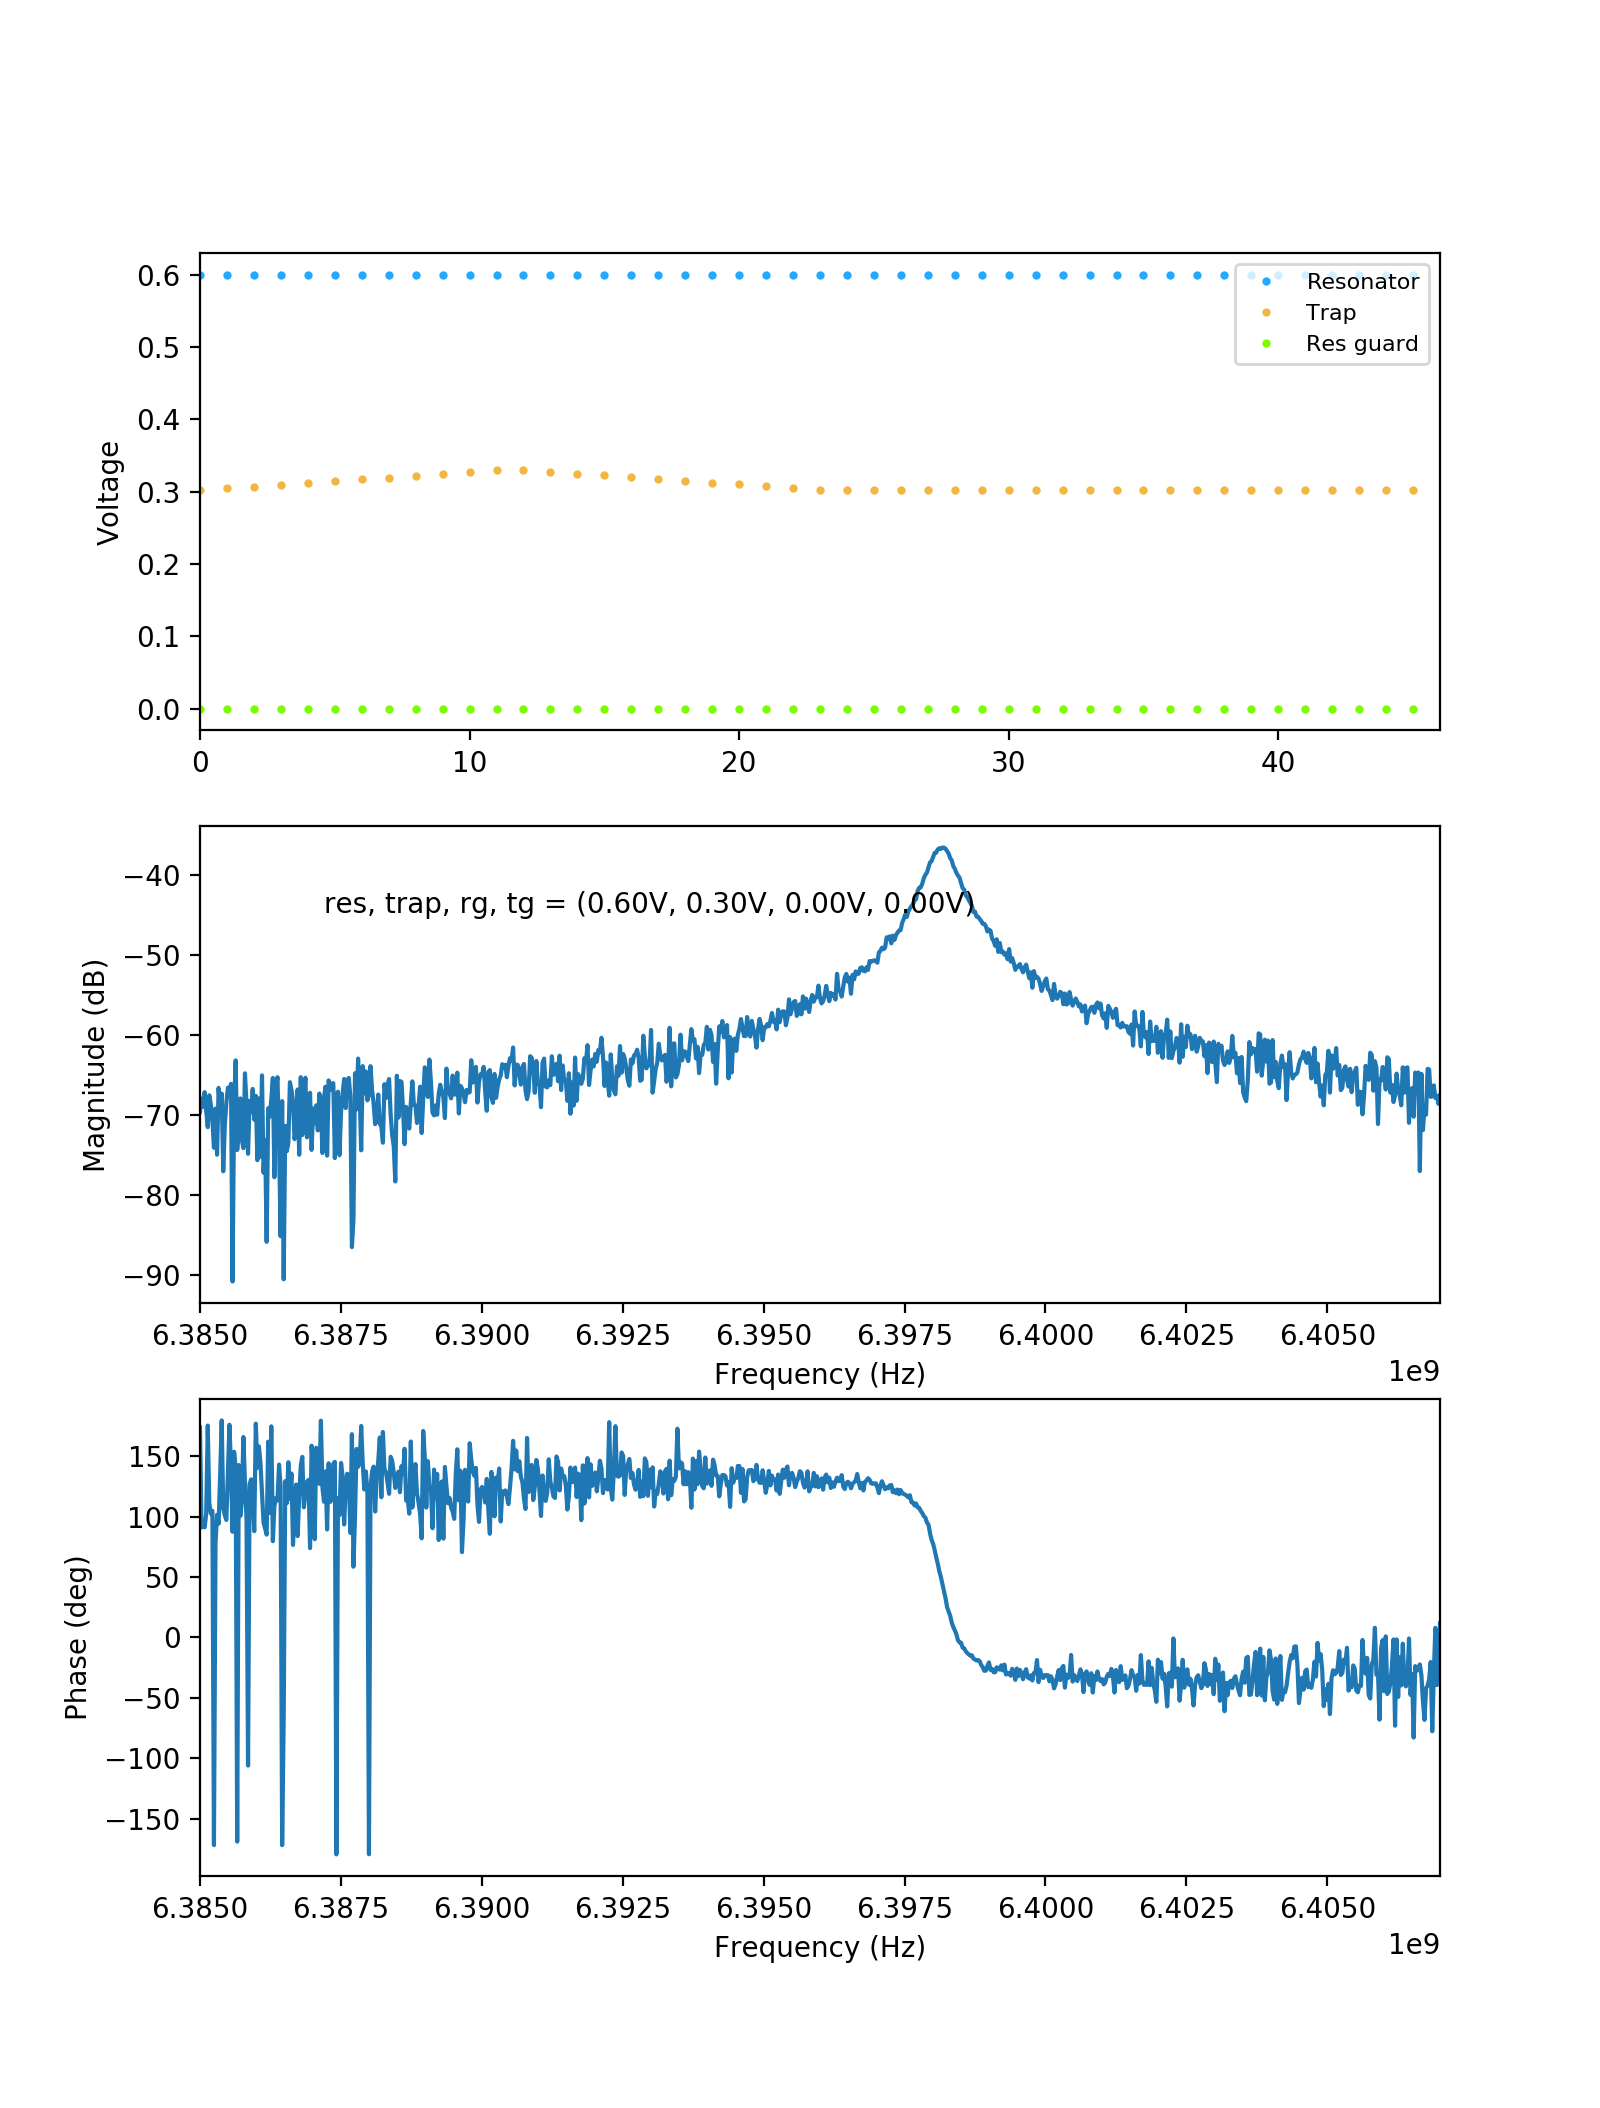 0.6
0.5
0.4
0.3
0.2
0.1
0.0
Voltage
Resonator
Trap
Res guard
0 10 20 30 40
−40
−50
−60
−70
−80
−90
Magnitude (dB)
res, trap, rg, tg = (0.60V, 0.30V, 0.00V, 0.00V)
6.3850 6.3875 6.3900 6.3925 6.3950 6.3975 6.4000 6.4025 6.4050
Frequency (Hz)
1e9
150
100
50
0
−50
−100
−150
Phase (deg)
6.3850 6.3875 6.3900 6.3925 6.3950 6.3975 6.4000 6.4025 6.4050
Frequency (Hz)
1e9